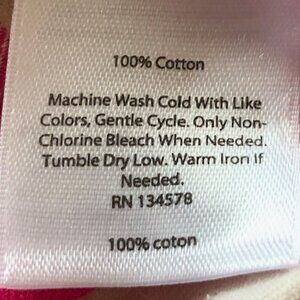 100% Cotton
Machine Wash Cold With Like
Colors, Gentle Cycle. Only Non-
Chlorine Bleach When Needed.
Tumble Dry Low. Warm Iron If
Needed.
RN 134578
100% coton